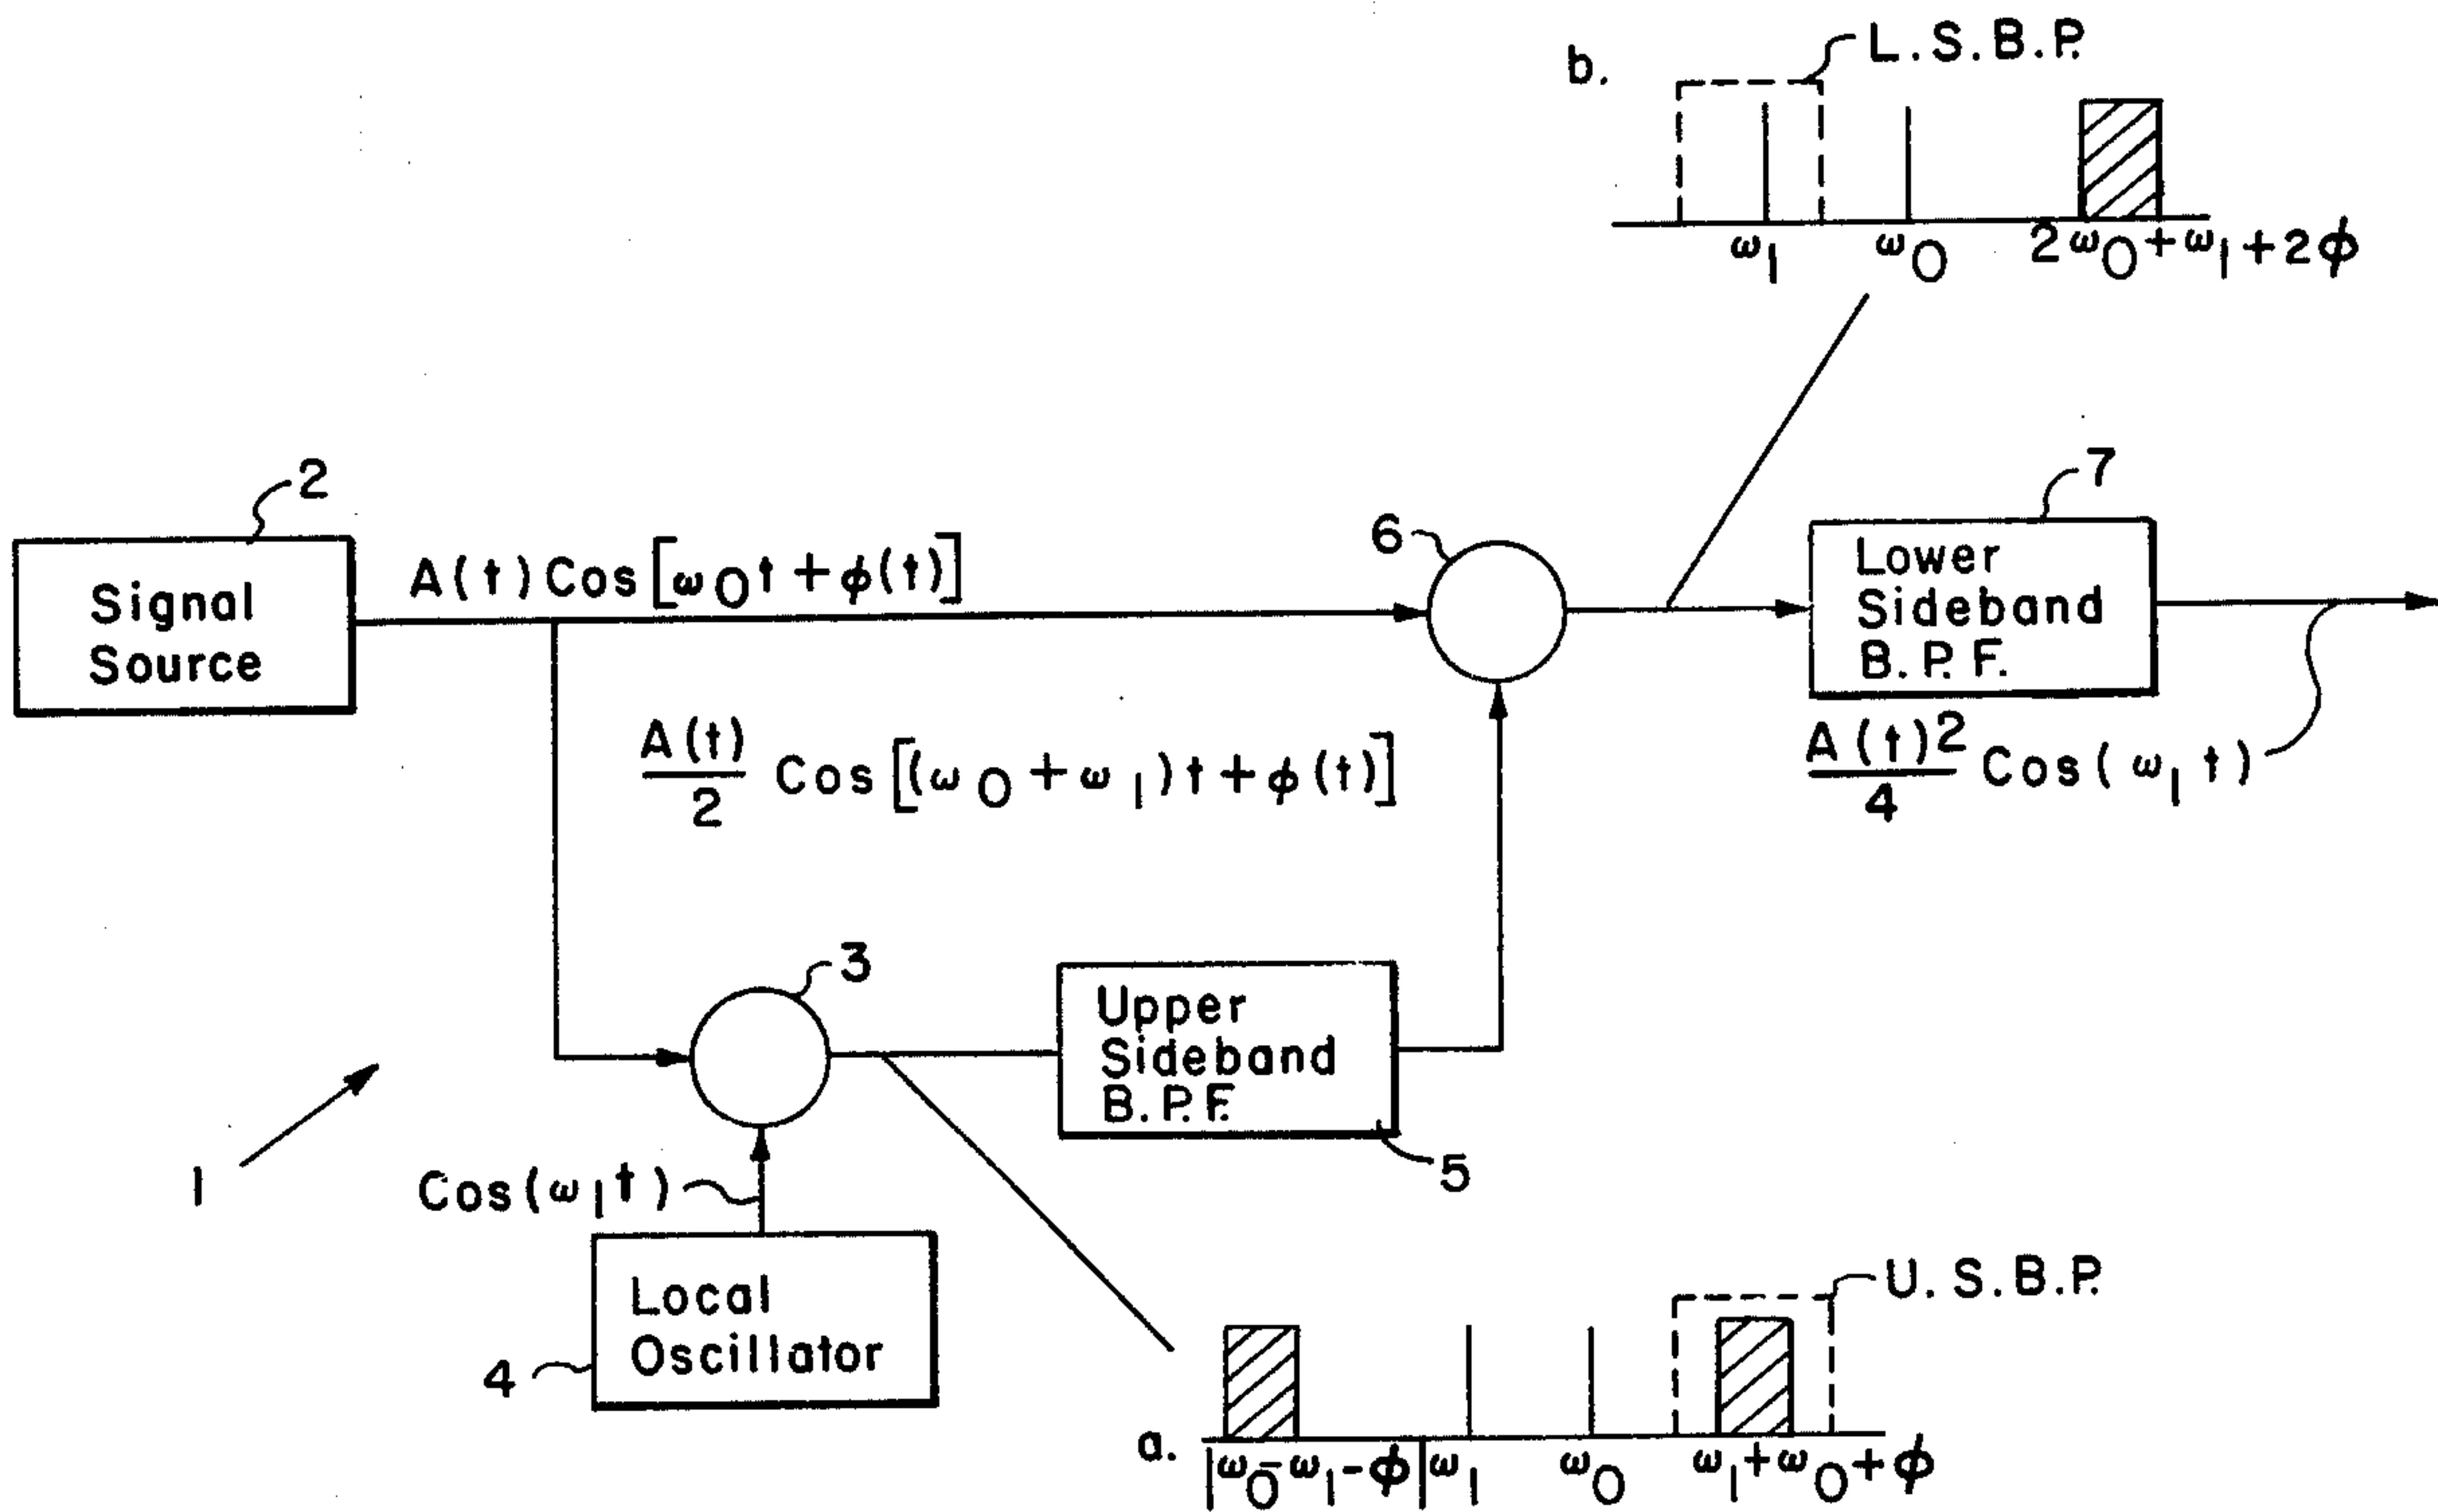 b.
L.S.B.P.
ω1 ω0 2ω0+ω1+2ϕ
2
Signal
Source
A(t)Cos[ω0t+ϕ(t)]
6
7
Lower
Sideband
B.P.F.
A(t)/2 Cos[(ω0+ω1)t+ϕ(t)]
A(t)2/4 Cos(ω1t)
3
Upper
Sideband
B.P.F.
5
1
Cos(ω1t)
Local
Oscillator
4
U.S.B.P.
a.
|ω0-ω1-ϕ| ω1 ω0 ω1+ω0+ϕ